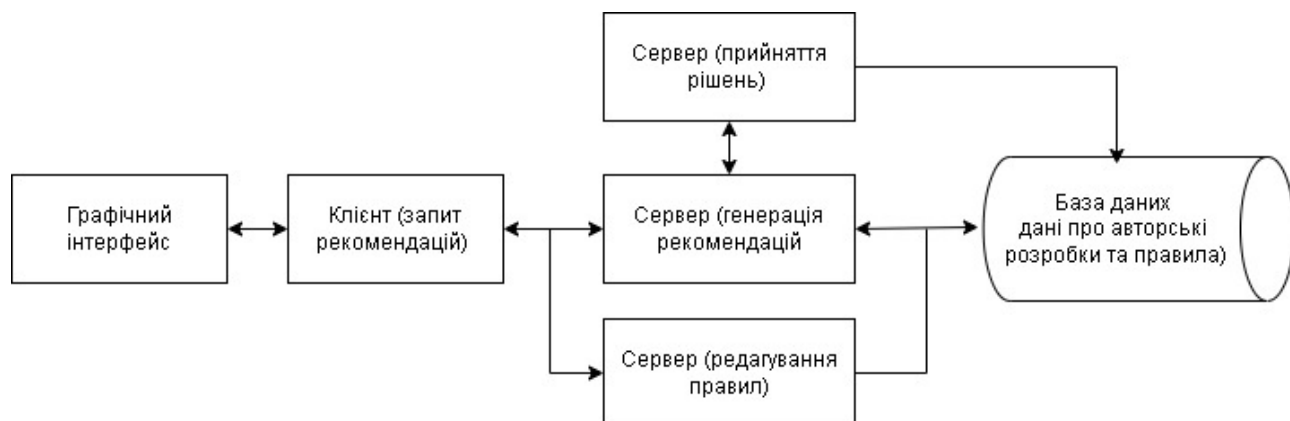 Сервер (прийняття
рішень)
Графічний
інтерфейс
Клієнт (запит
рекомендацій)
Сервер (генерація
рекомендацій
База даних
дані про авторські
розробки та правила)
Сервер (редагування
правил)